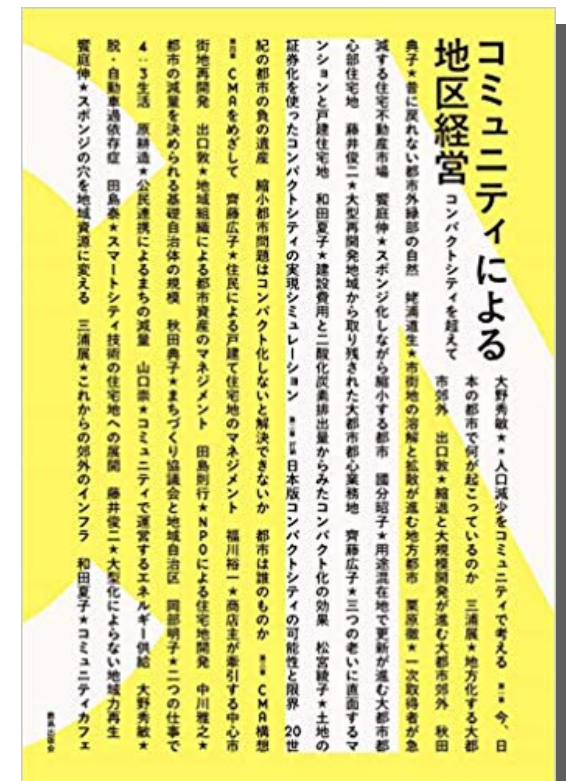 コミュニティによる
地区経営
コンパクトシティを超えて
大野秀敏★*人口減少をコミュニティで考える 第一章 今、日
本の都市で何が起こっているのか 三浦展★地方化する大都
市郊外 出口敦★縮退と大規模開発が進む大都市郊外 秋田
典子★昔に戻れない都市外縁部の自然 姥浦道生★市街地の溶解と拡散が進む地方都市 栗原徹★一次取得者が急
減する住宅不動産市場 饗庭伸★スポンジ化しながら縮小する都市 國分昭子★用途混在地で更新が進む大都市都
心部住宅地 藤井俊二★大型再開発地域から取り残された大都市都心業務地 齊藤広子★三つの老いに直面するマ
ンションと戸建住宅地 和田夏子★建設費用と二酸化炭素排出量からみたコンパクト化の効果 松宮綾子★土地の
証券化を使ったコンパクトシティの実現シミュレーション 第二章 討論 日本版コンパクトシティの可能性と限界 20世
紀の都市の負の遺産 縮小都市問題はコンパクト化しないと解決できないか 都市は誰のものか 第三章 CMA構想
第四章 CMAをめざして 齊藤広子★住民による戸建て住宅地のマネジメント 福川裕一★商店主が牽引する中心市
街地再開発 出口敦★地域組織による都市資産のマネジメント 田島則行★NPOによる住宅地開発 中川雅之★
都市の減量を決められる基礎自治体の規模 秋田典子★まちづくり協議会と地域自治区 岡部明子★二つの仕事で
4:3生活 原耕造★公民連携によるまちの減量 山口崇★コミュニティで運営するエネルギー供給 大野秀敏★
脱・自動車過依存症 田島泰★スマートシティ技術の住宅地への展開 藤井俊二★大型化によらない地域力再生
饗庭伸★スポンジの穴を地域資源に変える 三浦展★これからの郊外のインフラ 和田夏子★コミュニティカフェ
鹿島出版会